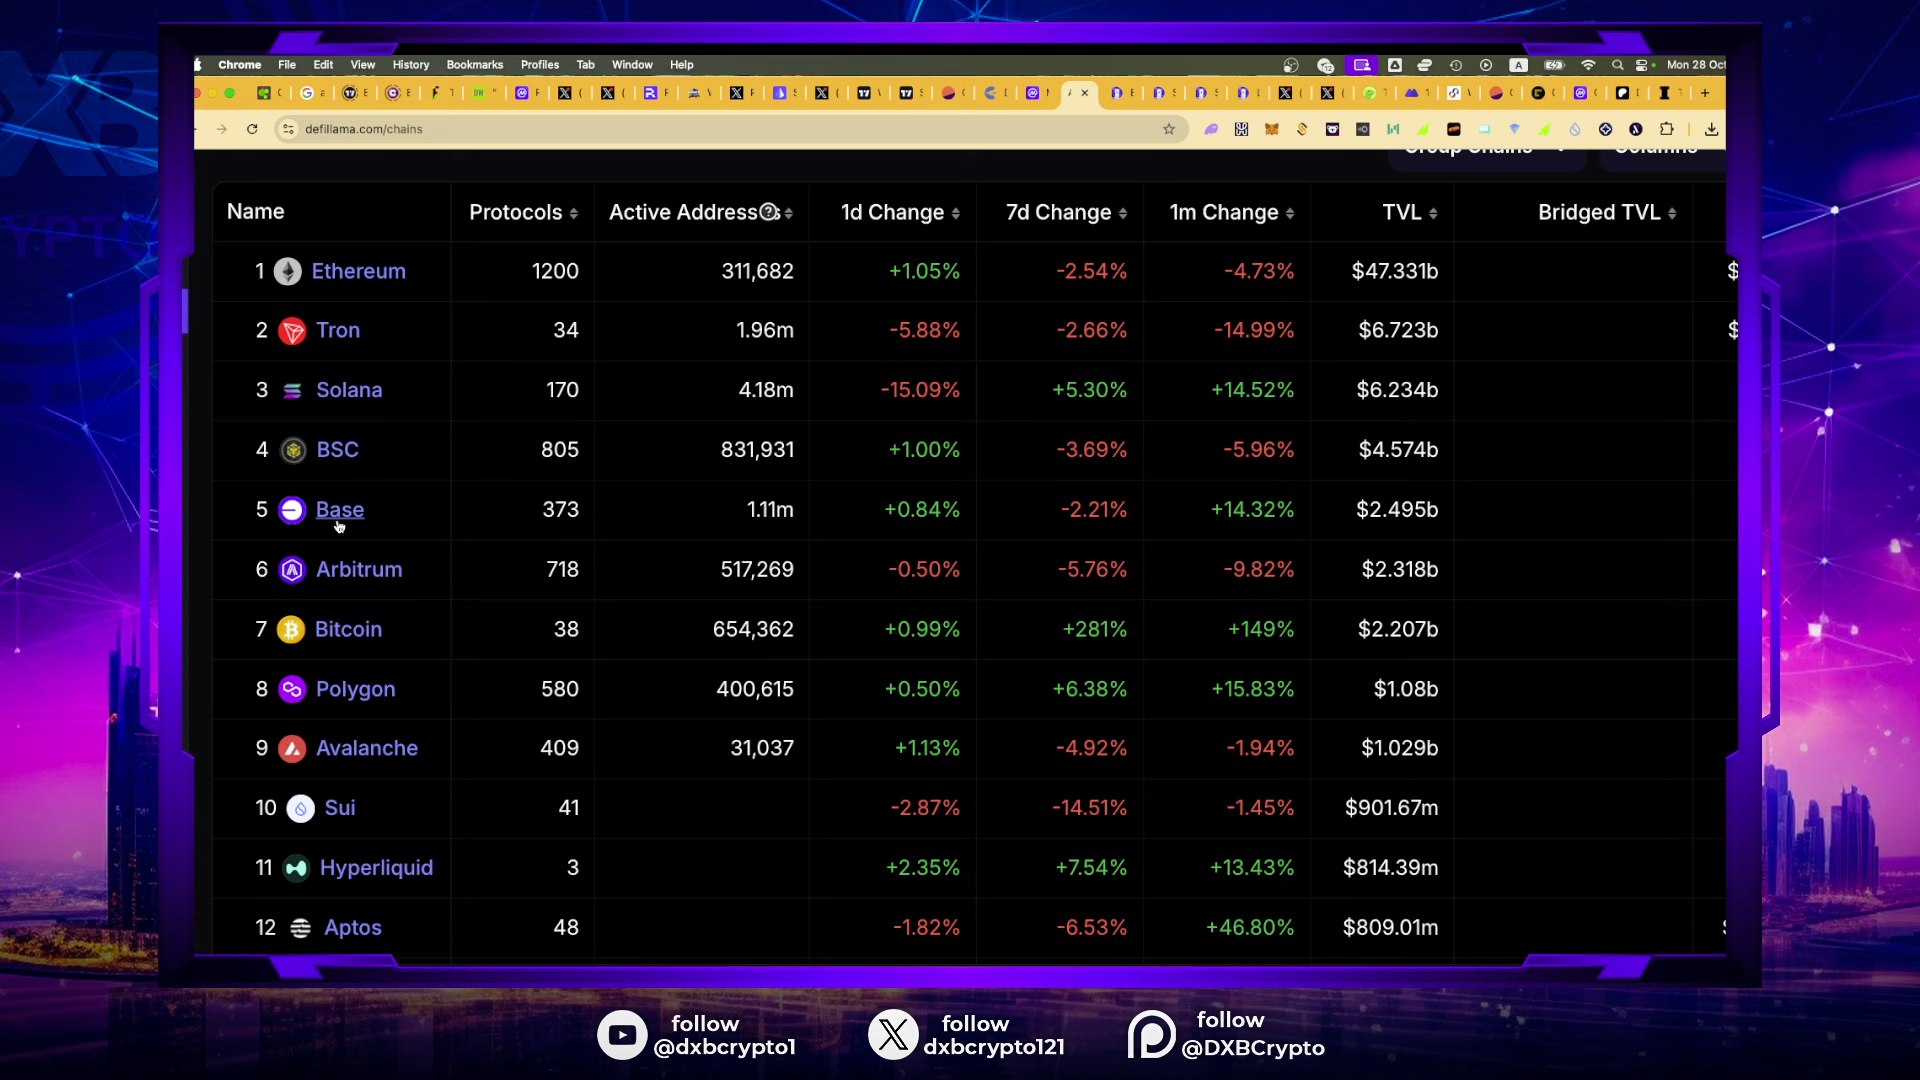 Chrome File Edit View History Bookmarks Profiles Tab Window Help Mon 28 Oct
defillama.com/chains
Group Chains Columns
Name Protocols Active Addresses 1d Change 7d Change 1m Change TVL Bridged TVL
1 Ethereum 1200 311,682 +1.05% -2.54% -4.73% $47.331b $
2 Tron 34 1.96m -5.88% -2.66% -14.99% $6.723b $
3 Solana 170 4.18m -15.09% +5.30% +14.52% $6.234b
4 BSC 805 831,931 +1.00% -3.69% -5.96% $4.574b
5 Base 373 1.11m +0.84% -2.21% +14.32% $2.495b
6 Arbitrum 718 517,269 -0.50% -5.76% -9.82% $2.318b
7 Bitcoin 38 654,362 +0.99% +281% +149% $2.207b
8 Polygon 580 400,615 +0.50% +6.38% +15.83% $1.08b
9 Avalanche 409 31,037 +1.13% -4.92% -1.94% $1.029b
10 Sui 41 -2.87% -14.51% -1.45% $901.67m
11 Hyperliquid 3 +2.35% +7.54% +13.43% $814.39m
12 Aptos 48 -1.82% -6.53% +46.80% $809.01m
follow
@dxbcrypto1
follow
dxbcrypto121
follow
@DXBCrypto